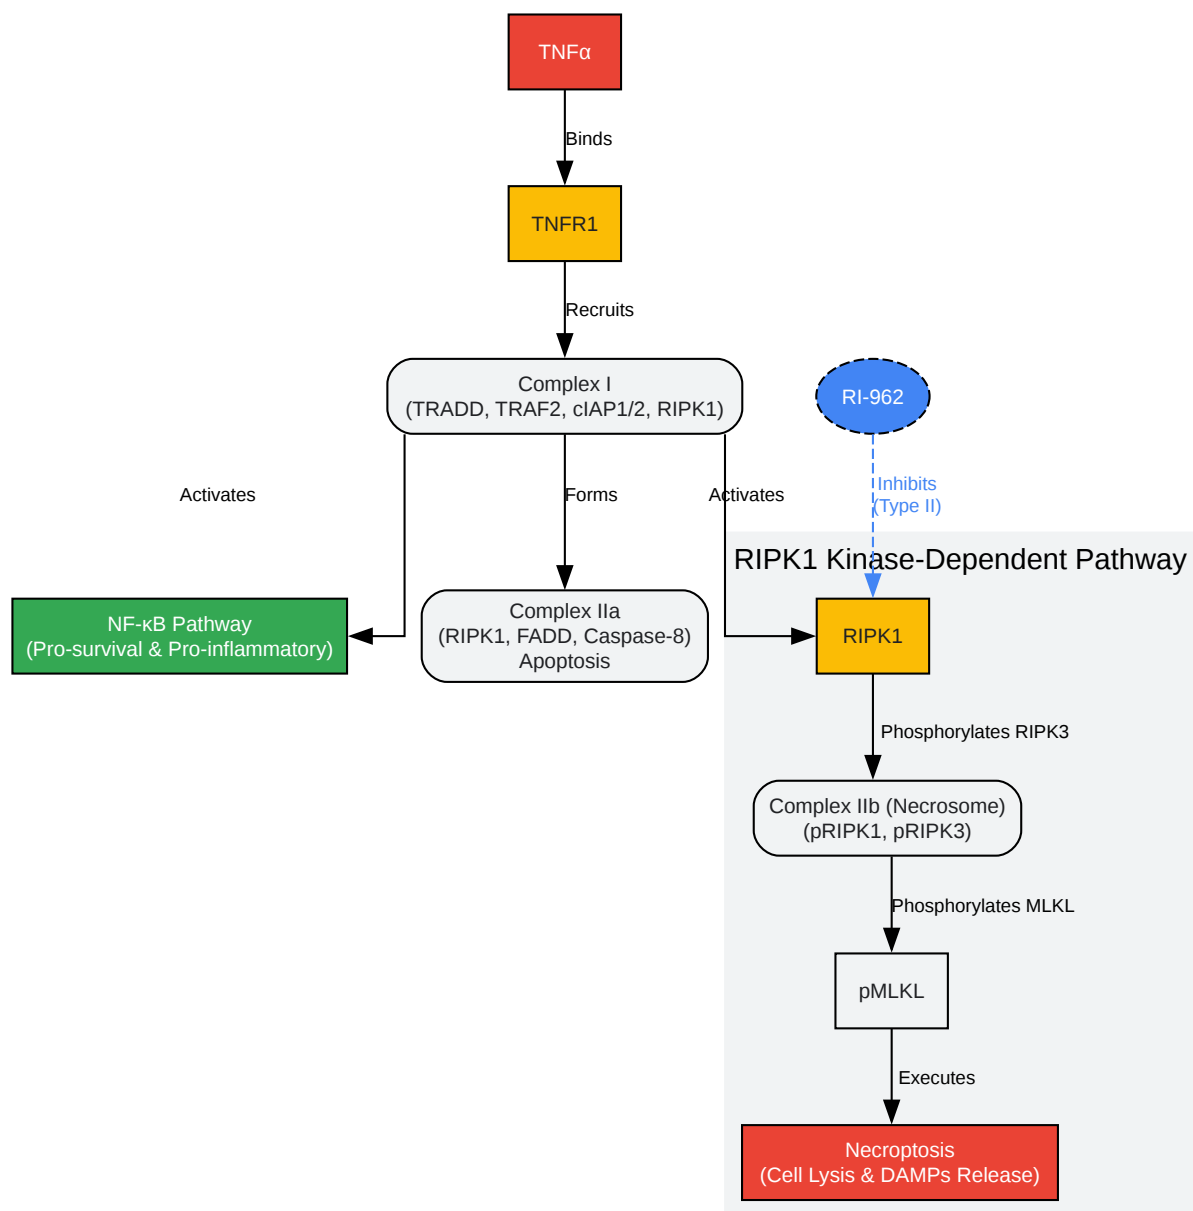 TNFα
Binds
TNFR1
Recruits
Complex I
(TRADD, TRAF2, cIAP1/2, RIPK1)
RI-962
Activates
Forms
Activates
Inhibits
(Type II)
RIPK1 Kinase-Dependent Pathway
NF-κB Pathway
(Pro-survival & Pro-inflammatory)
Complex IIa
(RIPK1, FADD, Caspase-8)
Apoptosis
RIPK1
Phosphorylates RIPK3
Complex IIb (Necrosome)
(pRIPK1, pRIPK3)
Phosphorylates MLKL
pMLKL
Executes
Necroptosis
(Cell Lysis & DAMPs Release)